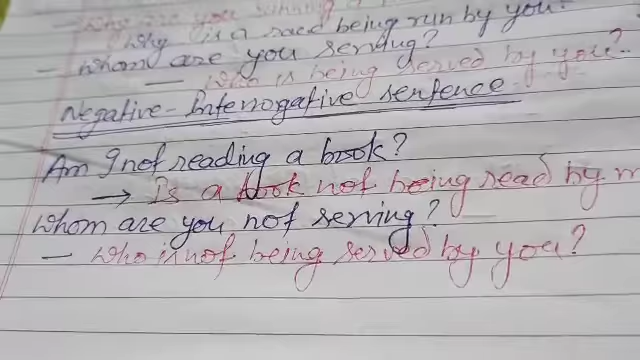 Why is a race being run by you?
- Whom are you serving?
- Who is being served by you?
Negative-Interrogative sentence
Am I not reading a book?
→ Is a book not being read by
Whom are you not serving?
- Who is not being served by you?